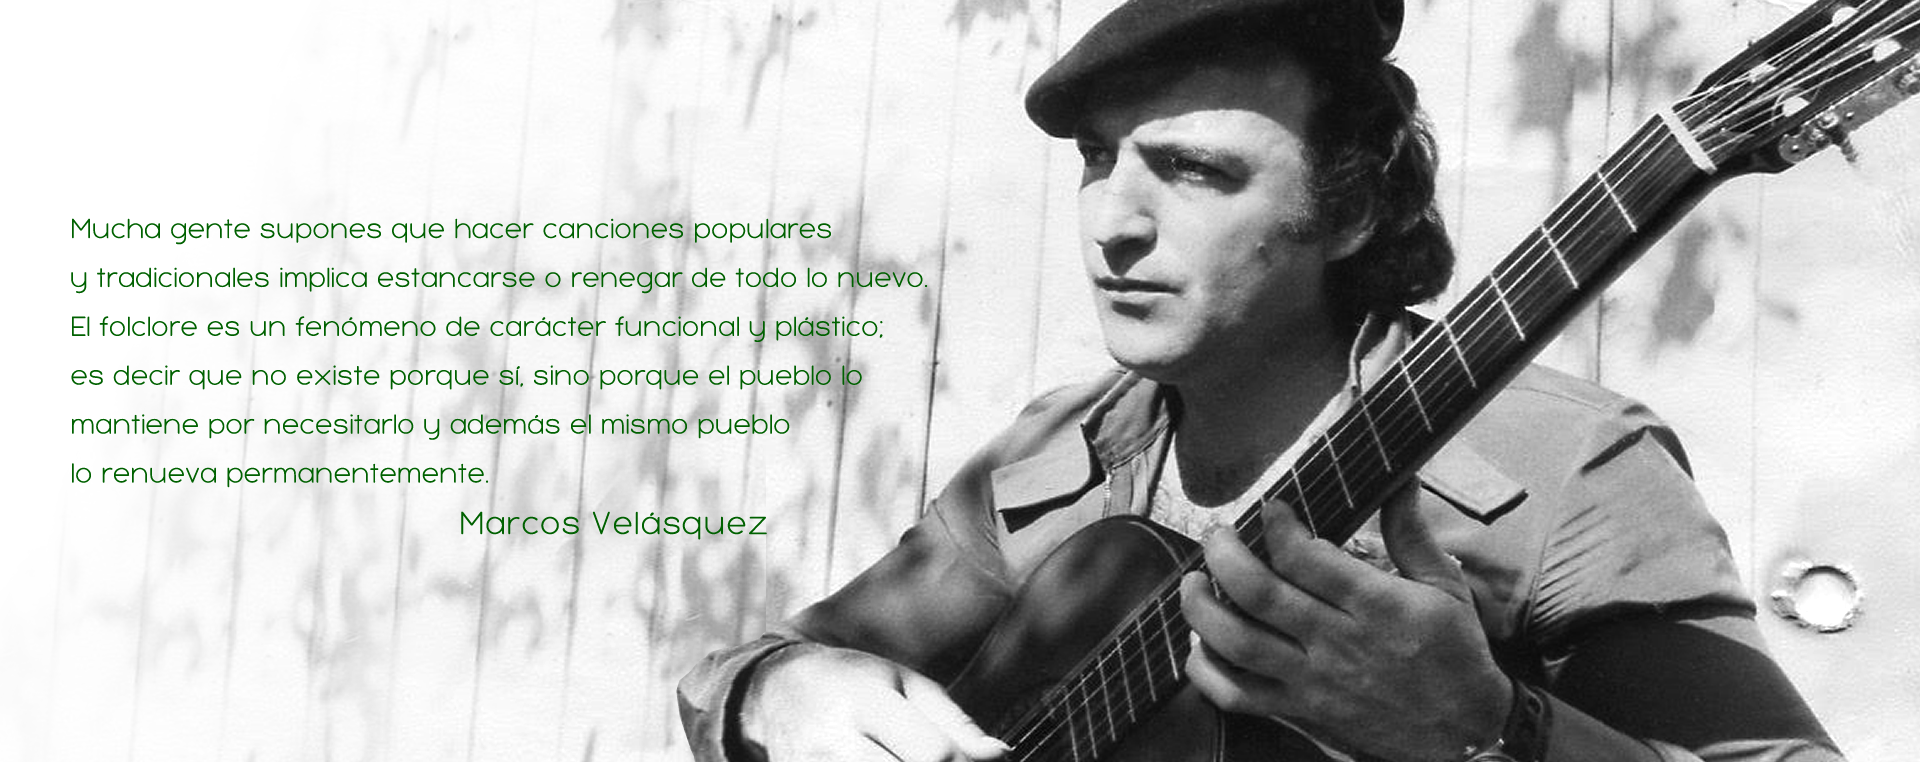 Mucha gente supones que hacer canciones populares
y tradicionales implica estancarse o renegar de todo lo nuevo.
El folclore es un fenómeno de carácter funcional y plástico;
es decir que no existe porque sí, sino porque el pueblo lo
mantiene por necesitarlo y además el mismo pueblo
lo renueva permanentemente.
Marcos Velásquez